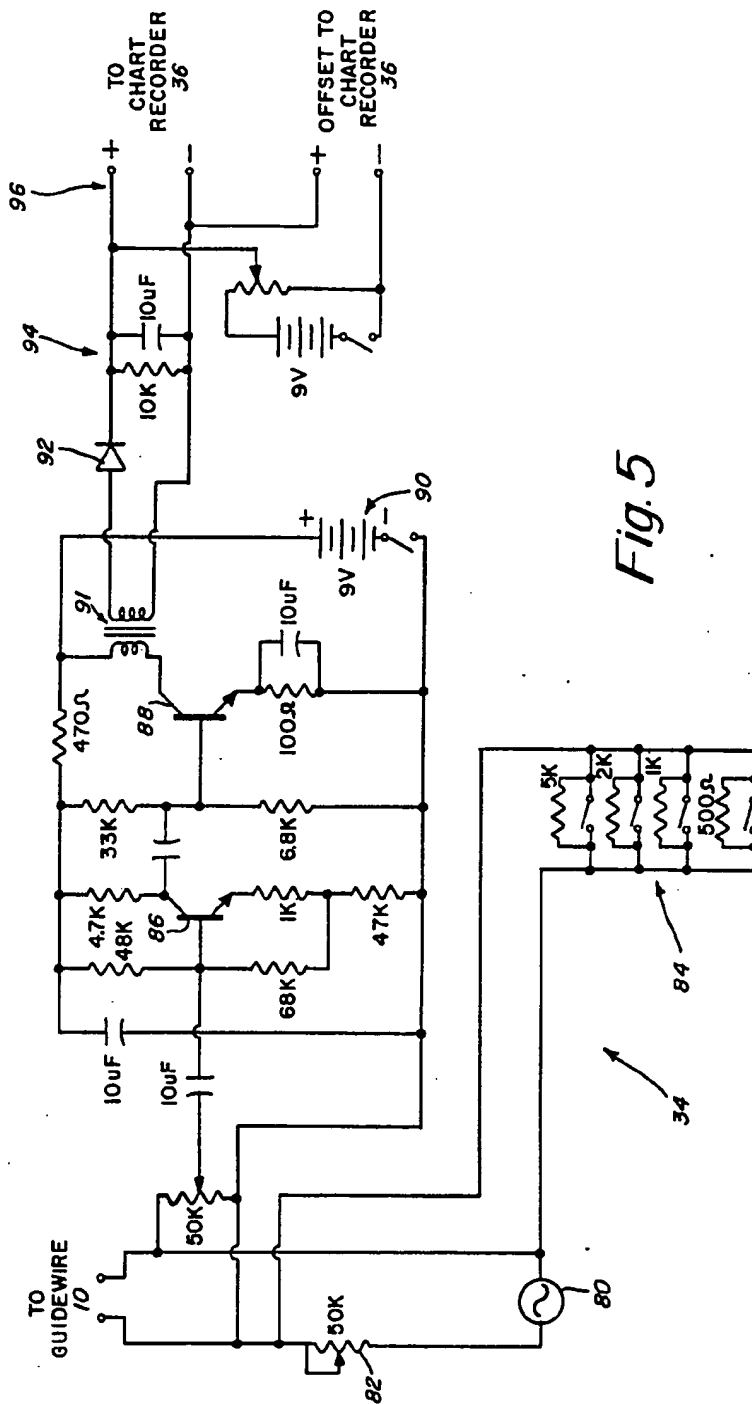 TO
GUIDEWIRE
10
50K
82
50K
80
10uF
10uF
4.7K
48K
86
68K
1K
47K
33K
6.8K
470Ω
88
100Ω
10uF
91
9V
+
-
90
92
94
10K
10uF
9V
96
+
-
TO
CHART
RECORDER
36
+
-
OFFSET TO
CHART
RECORDER
36
5K
2K
1K
500Ω
84
34
Fig. 5